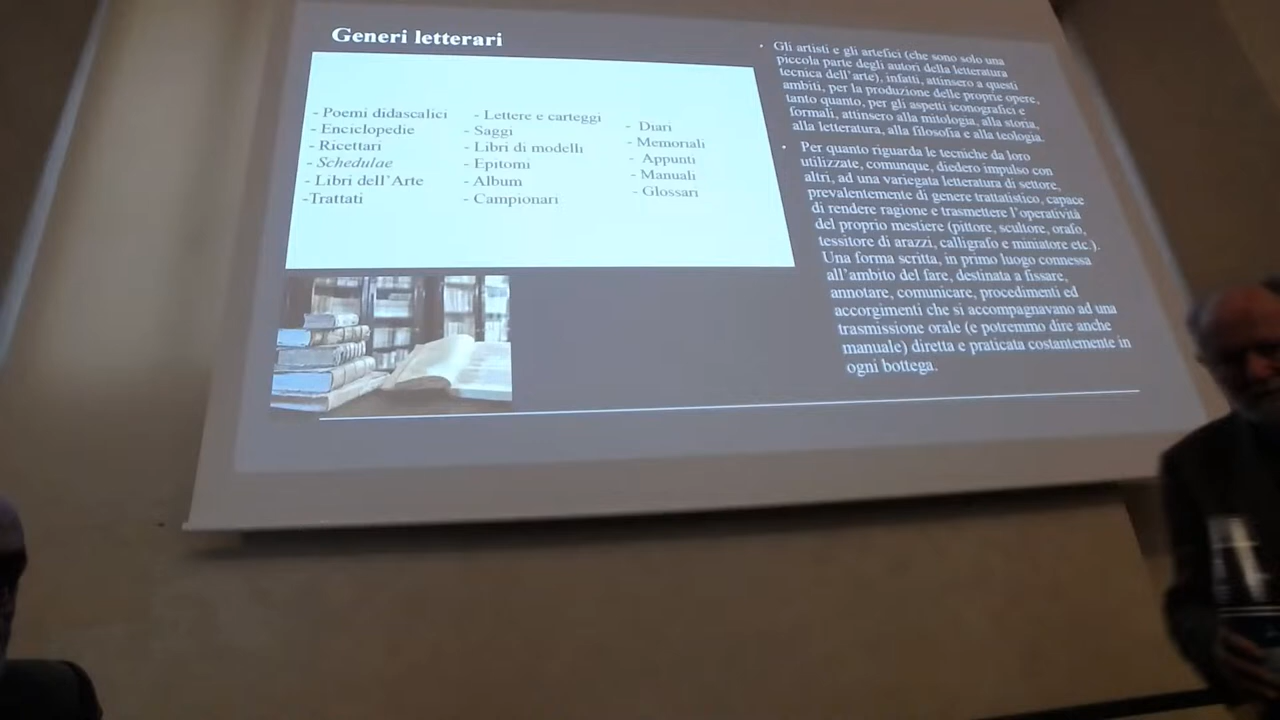 Generi letterari
- Poemi didascalici
- Enciclopedie
- Ricettari
- Schedulae
- Libri dell'Arte
-Trattati
- Lettere e carteggi
- Saggi
- Libri di modelli
- Epitomi
- Album
- Campionari
- Diari
- Memoriali
- Appunti
- Manuali
- Glossari
• Gli artisti e gli artefici (che sono solo una
piccola parte degli autori della letteratura
tecnica dell'arte), infatti, attinsero a questi
ambiti, per la produzione delle proprie opere,
tanto quanto, per gli aspetti iconografici e
formali, attinsero alla mitologia, alla storia,
alla letteratura, alla filosofia e alla teologia.
• Per quanto riguarda le tecniche da loro
utilizzate, comunque, diedero impulso con
altri, ad una variegata letteratura di settore,
prevalentemente di genere trattatistico, capace
di rendere ragione e trasmettere l'operatività
del proprio mestiere (pittore, scultore, orafo,
tessitore di arazzi, calligrafo e miniatore etc.).
Una forma scritta, in primo luogo connessa
all'ambito del fare, destinata a fissare,
annotare, comunicare, procedimenti ed
accorgimenti che si accompagnavano ad una
trasmissione orale (e potremmo dire anche
manuale) diretta e praticata costantemente in
ogni bottega.